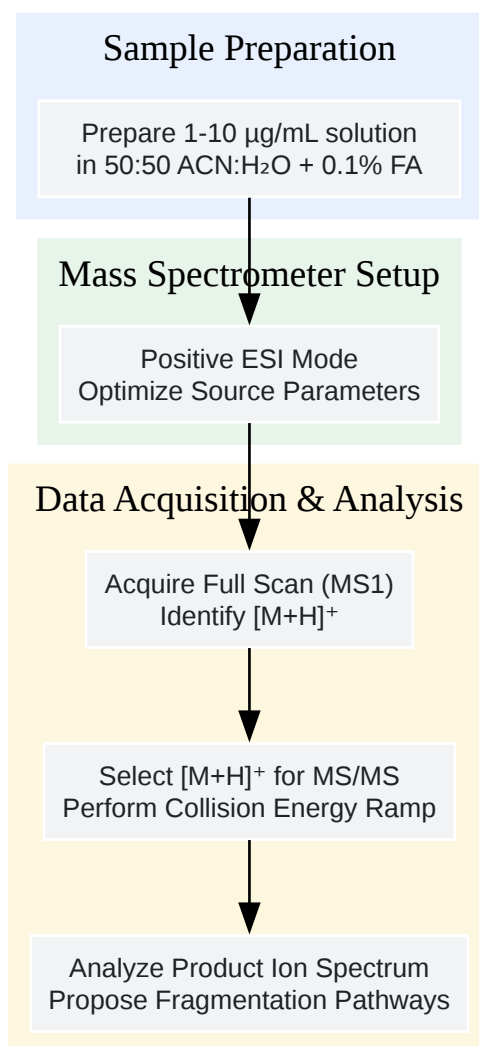 Sample Preparation
Prepare 1-10 µg/mL solution
in 50:50 ACN:H₂O + 0.1% FA
Mass Spectrometer Setup
Positive ESI Mode
Optimize Source Parameters
Data Acquisition & Analysis
Acquire Full Scan (MS1)
Identify [M+H]⁺
Select [M+H]⁺ for MS/MS
Perform Collision Energy Ramp
Analyze Product Ion Spectrum
Propose Fragmentation Pathways